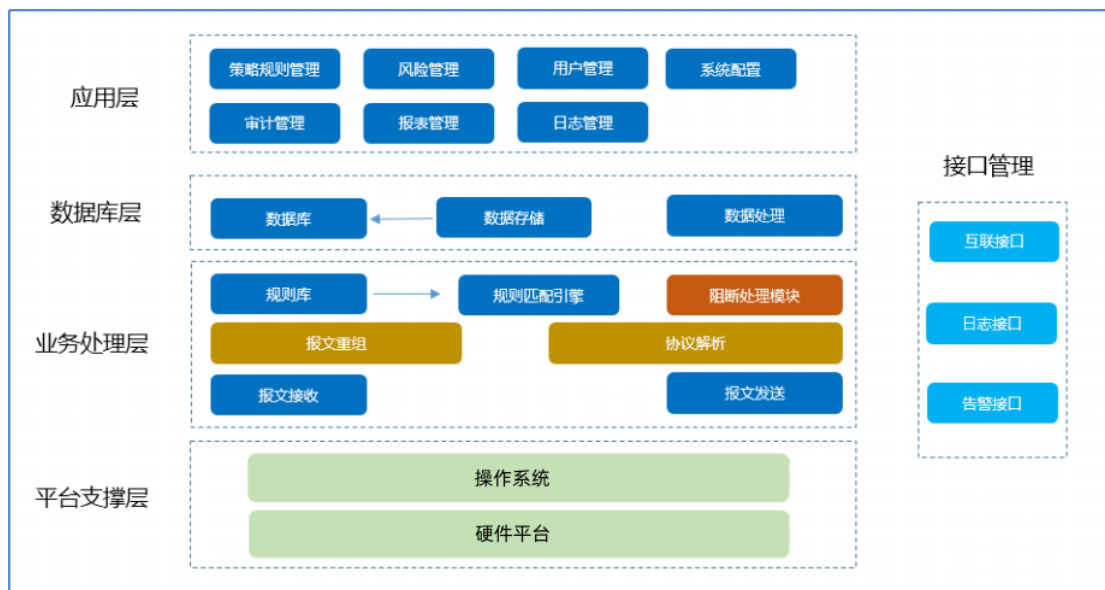 应用层
策略规则管理
风险管理
用户管理
系统配置
审计管理
报表管理
日志管理
数据库层
数据库
数据存储
数据处理
业务处理层
规则库
规则匹配引擎
阻断处理模块
报文重组
协议解析
报文接收
报文发送
平台支撑层
操作系统
硬件平台
接口管理
互联接口
日志接口
告警接口